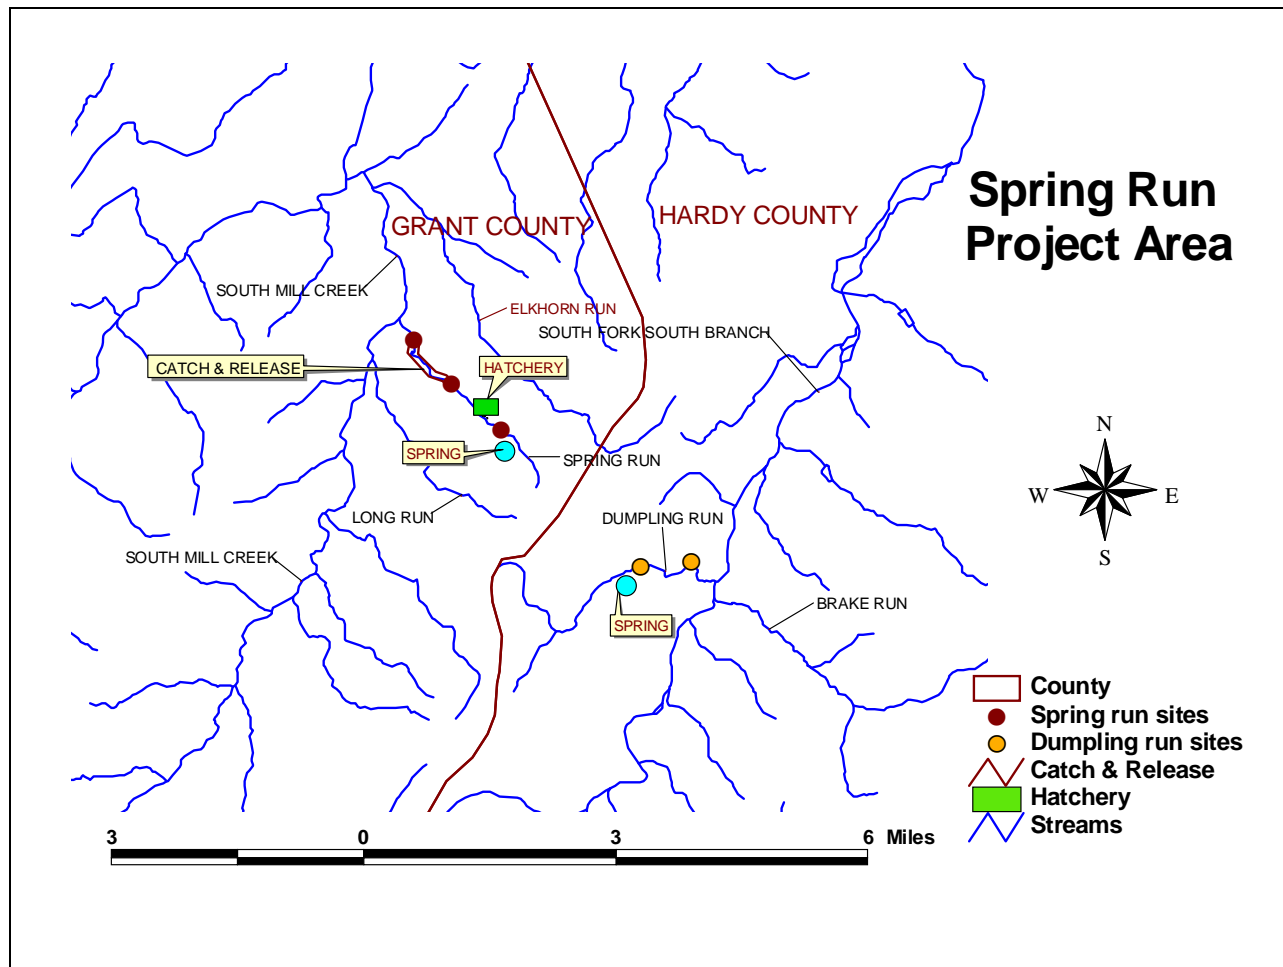 Spring Run
Project Area
GRANT COUNTY
HARDY COUNTY
SOUTH MILL CREEK
ELKHORN RUN
SOUTH FORK SOUTH BRANCH
CATCH & RELEASE
HATCHERY
SPRING
SPRING RUN
LONG RUN
DUMPLING RUN
SOUTH MILL CREEK
BRAKE RUN
SPRING
N
W
E
S
County
Spring run sites
Dumpling run sites
Catch & Release
Hatchery
Streams
3 0 3 6 Miles